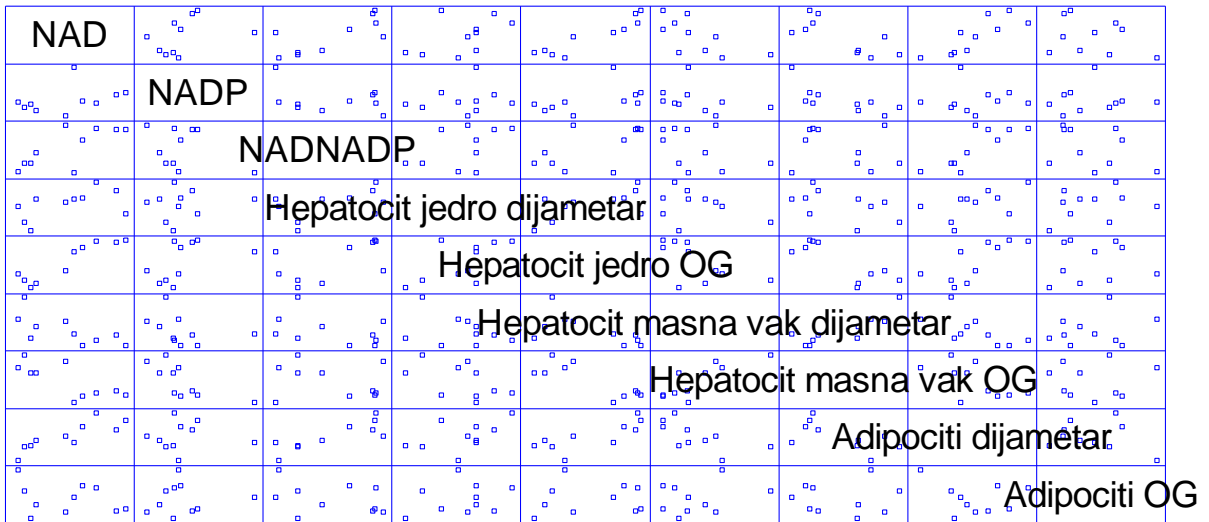 NAD
NADP
NADNADP
Hepatocit jedro dijametar
Hepatocit jedro OG
Hepatocit masna vak dijametar
Hepatocit masna vak OG
Adipociti dijametar
Adipociti OG